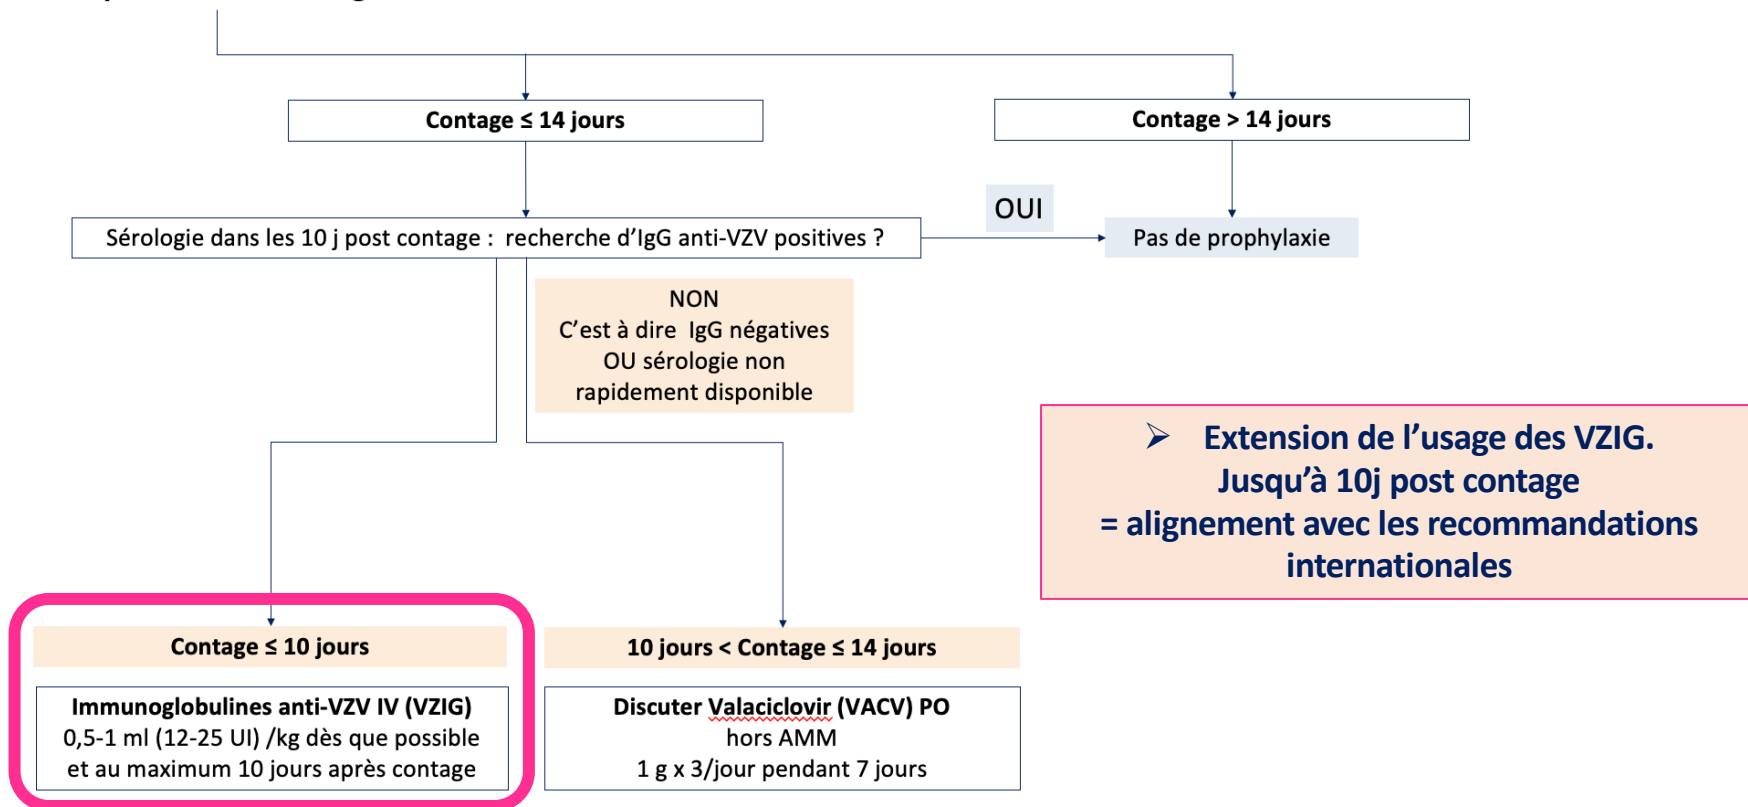 Contage ≤ 14 jours
Contage > 14 jours
Sérologie dans les 10 j post contage :  recherche d'IgG anti-VZV positives ?
OUI
Pas de prophylaxie
NON
C'est à dire  IgG négatives
OU sérologie non
rapidement disponible
➢ Extension de l'usage des VZIG.
Jusqu'à 10j post contage
= alignement avec les recommandations
internationales
Contage ≤ 10 jours
Immunoglobulines anti-VZV IV (VZIG)
0,5-1 ml (12-25 UI) /kg dès que possible
et au maximum 10 jours après contage
10 jours < Contage ≤ 14 jours
Discuter Valaciclovir (VACV) PO
hors AMM
1 g x 3/jour pendant 7 jours